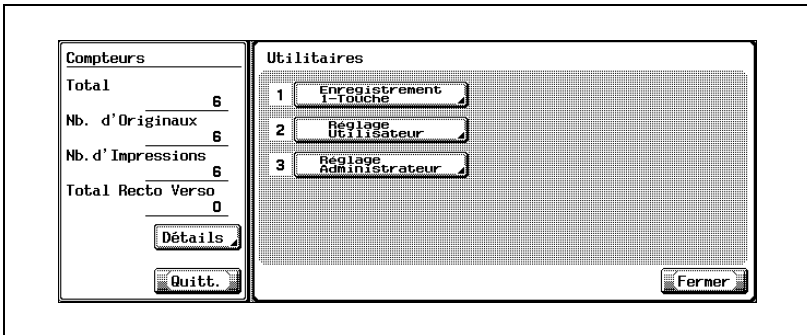 Compteurs
Total
6
Nb. d'Originaux
6
Nb.d'Impressions
6
Total Recto Verso
0
Détails
Quitt.
Utilitaires
1 Enregistrement
1-Touche
2 Réglage
Utilisateur
3 Réglage
Administrateur
Fermer